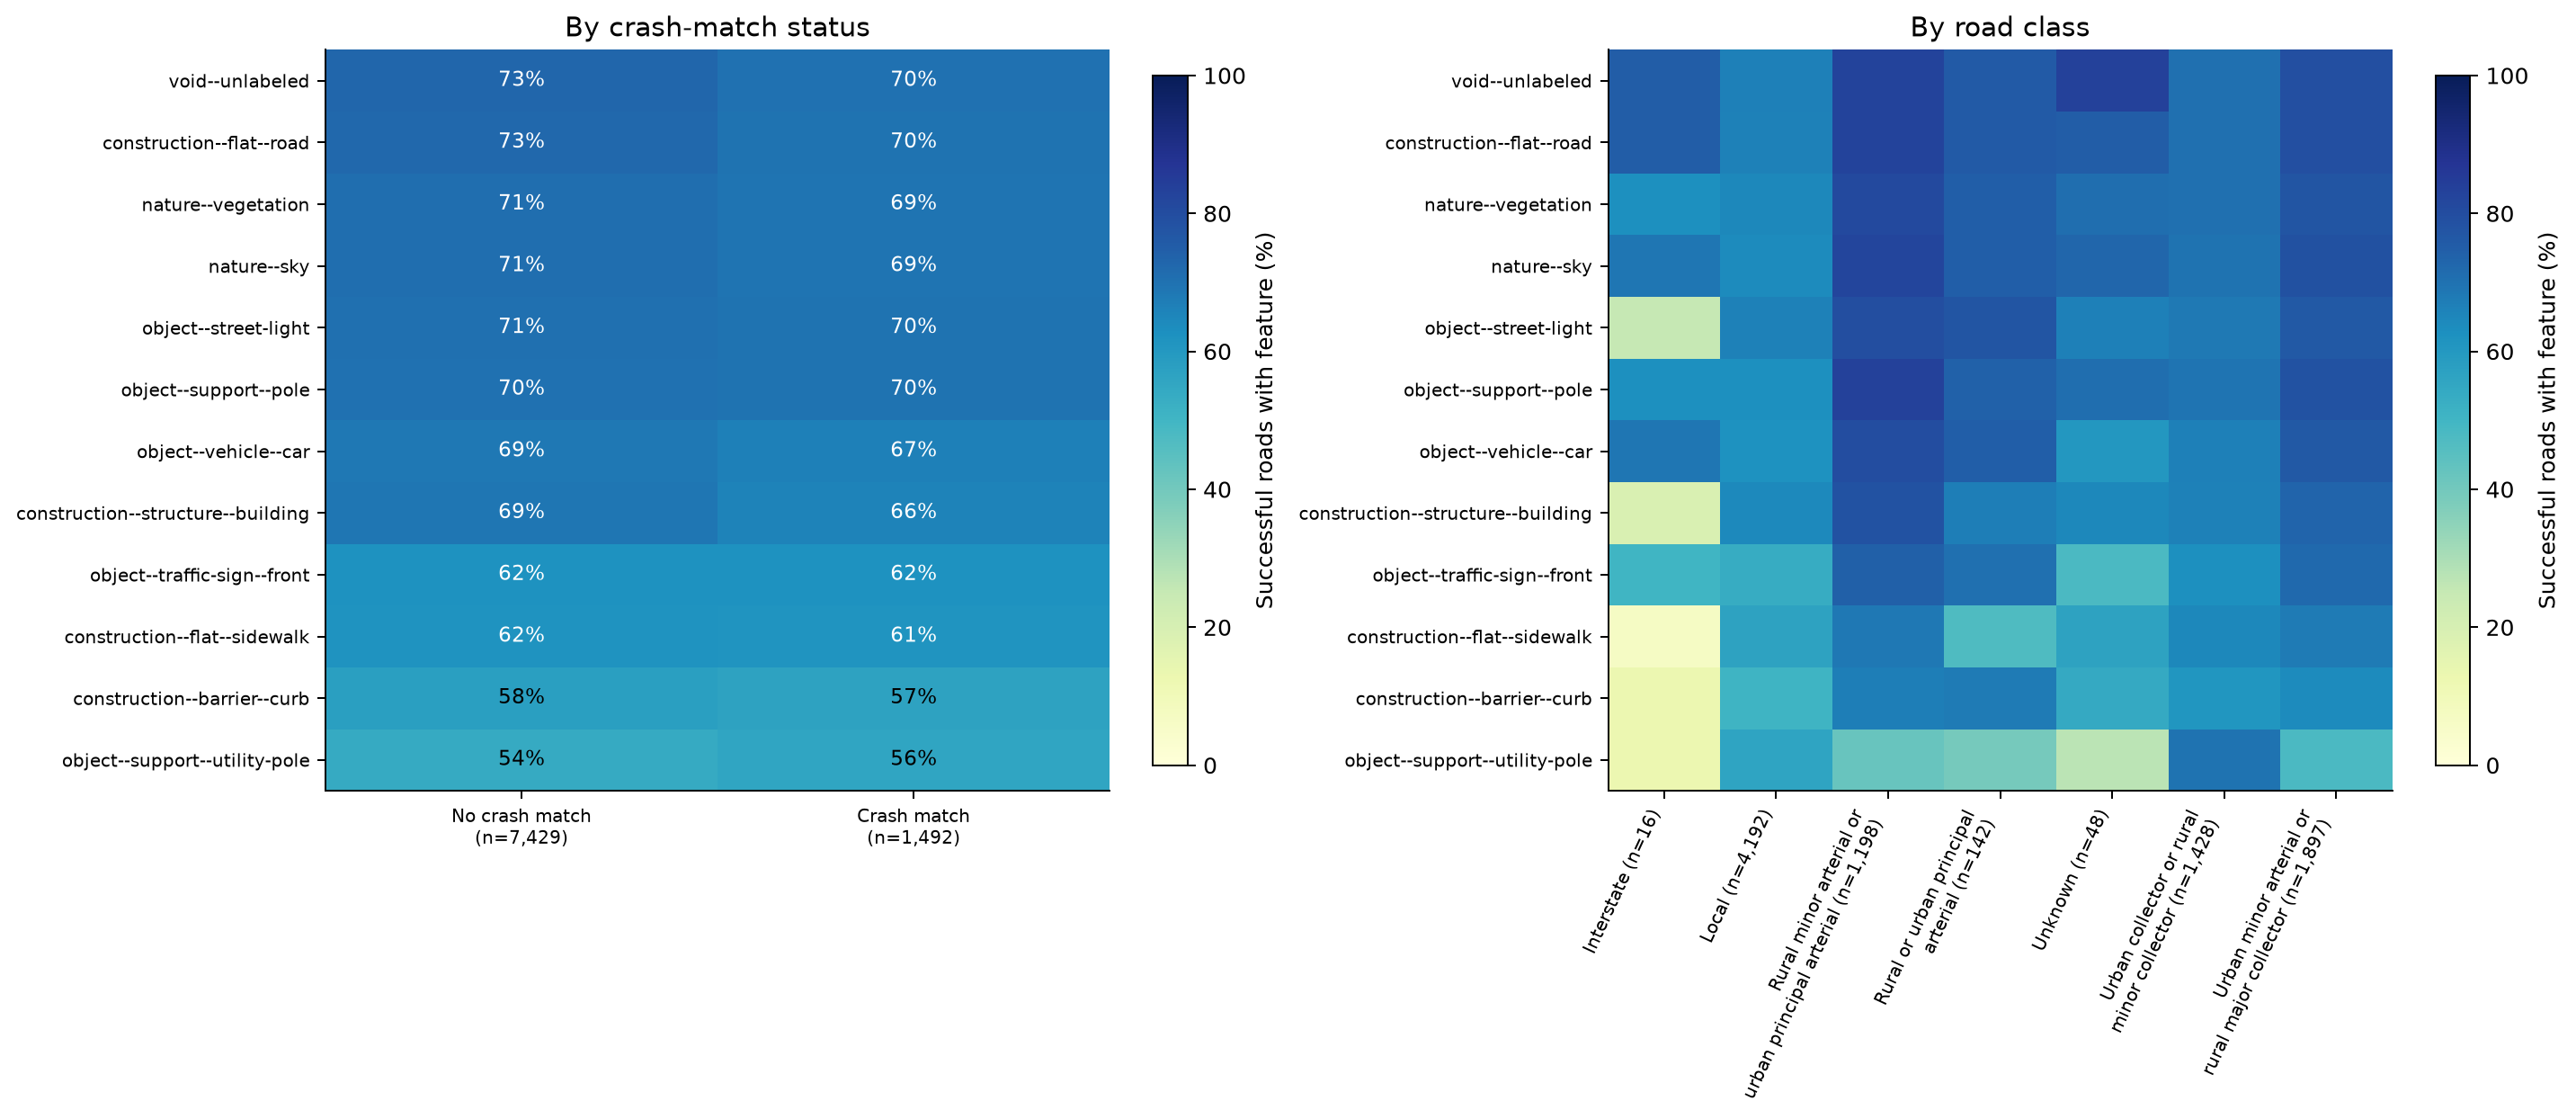 By crash-match status
void--unlabeled
construction--flat--road
nature--vegetation
nature--sky
object--street-light
object--support--pole
object--vehicle--car
construction--structure--building
object--traffic-sign--front
construction--flat--sidewalk
construction--barrier--curb
object--support--utility-pole
73% 70%
73% 70%
71% 69%
71% 69%
71% 70%
70% 70%
69% 67%
69% 66%
62% 62%
62% 61%
58% 57%
54% 56%
No crash match
(n=7,429)
Crash match
(n=1,492)
100
80
60
40
20
0
Successful roads with feature (%)
By road class
void--unlabeled
construction--flat--road
nature--vegetation
nature--sky
object--street-light
object--support--pole
object--vehicle--car
construction--structure--building
object--traffic-sign--front
construction--flat--sidewalk
construction--barrier--curb
object--support--utility-pole
Interstate (n=16)
Local (n=4,192)
Rural minor arterial or
urban principal arterial (n=1,198)
Rural or urban principal
arterial (n=142)
Unknown (n=48)
Urban collector or rural
minor collector (n=1,428)
Urban minor arterial or
rural major collector (n=1,897)
100
80
60
40
20
0
Successful roads with feature (%)